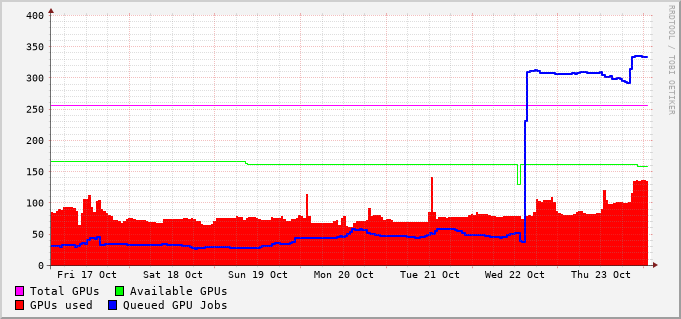 400
350
300
250
200
150
100
50
0
Fri 17 Oct Sat 18 Oct Sun 19 Oct Mon 20 Oct Tue 21 Oct Wed 22 Oct Thu 23 Oct
Total GPUs Available GPUs
GPUs used Queued GPU Jobs
RRDTOOL / TOBI OETIKER